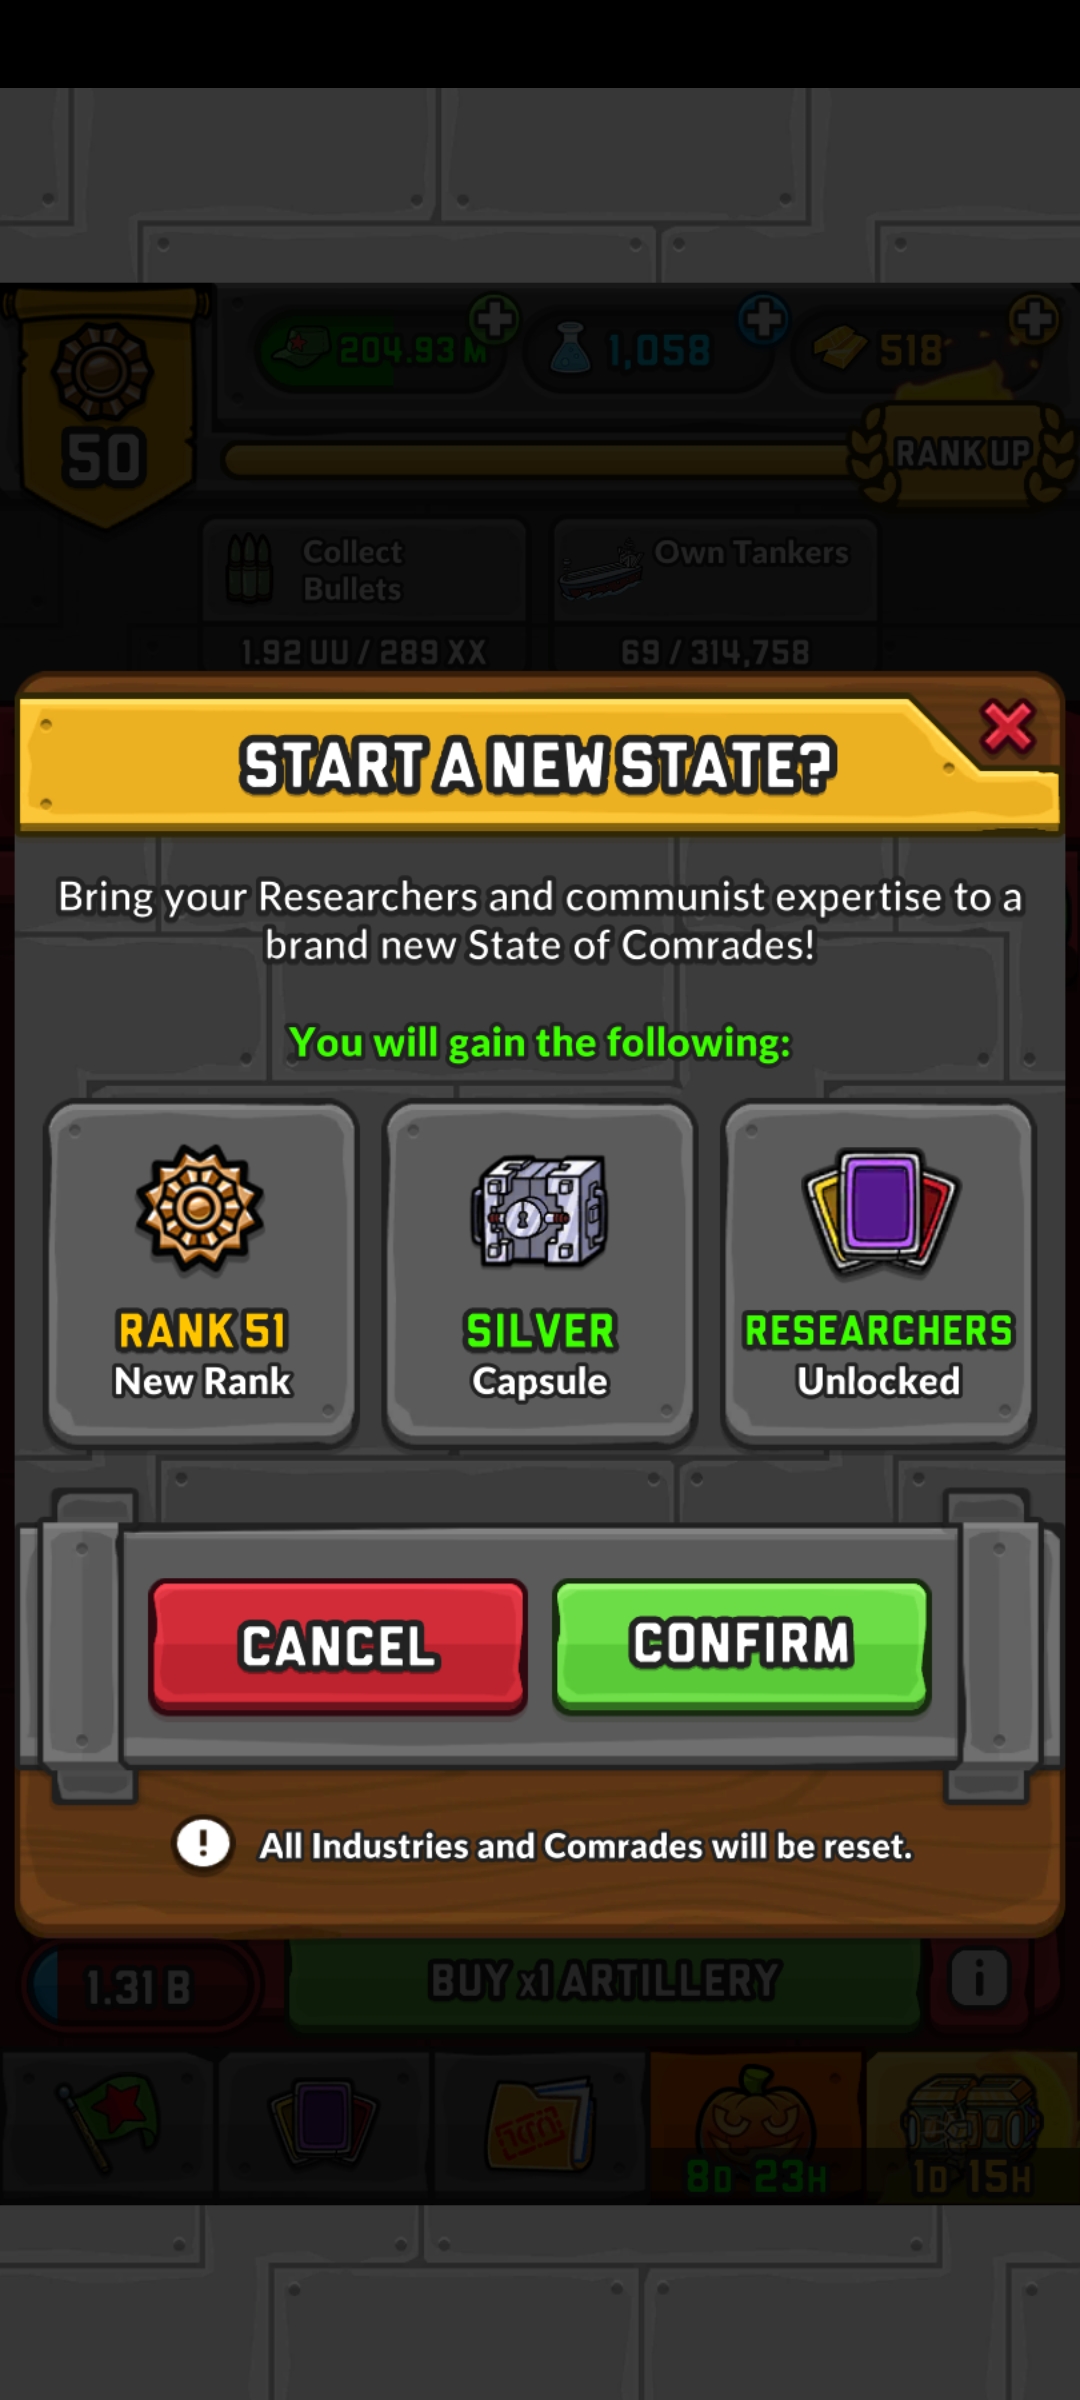 204.93 M
1,058
518
50
RANK UP
Collect
Bullets
Own Tankers
1.92 UU / 289 XX
69 / 314,758
START A NEW STATE?
Bring your Researchers and communist expertise to a
brand new State of Comrades!
You will gain the following:
RANK 51
New Rank
SILVER
Capsule
RESEARCHERS
Unlocked
CANCEL
CONFIRM
! All Industries and Comrades will be reset.
1.31 B
BUY x1 ARTILLERY
i
8D 23H
1D 15H